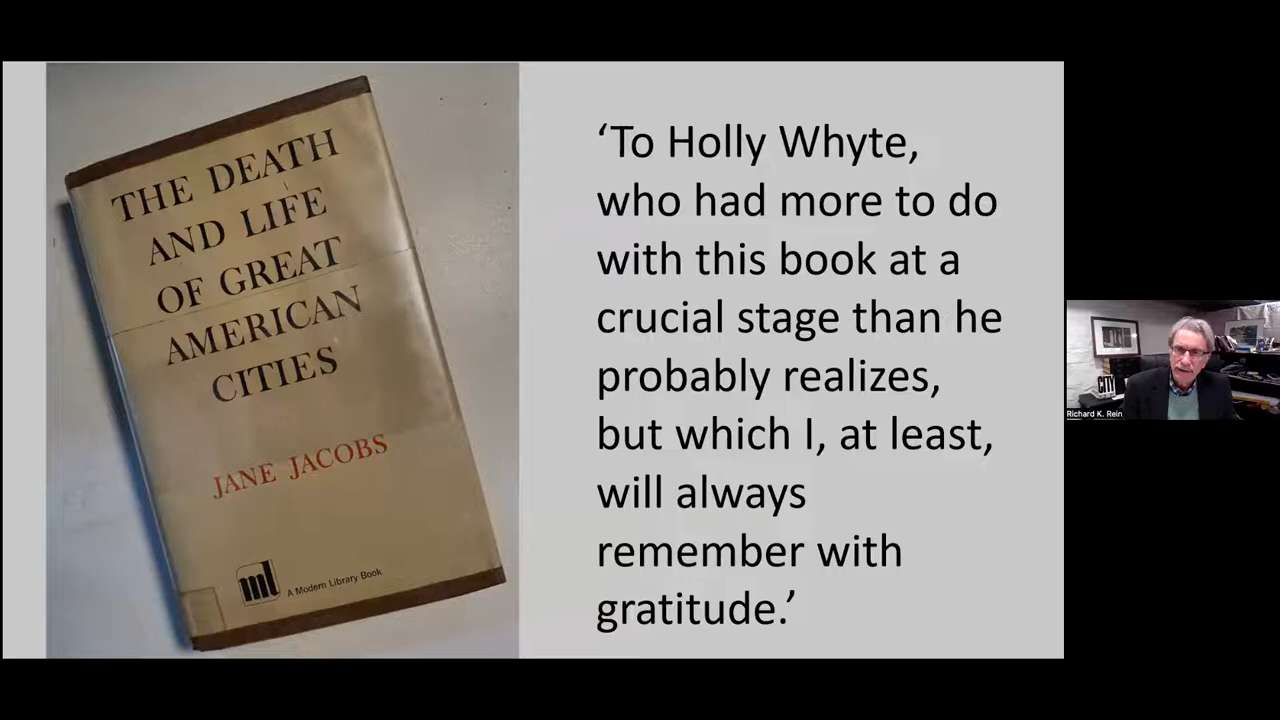 THE DEATH
AND LIFE
OF GREAT
AMERICAN
CITIES
JANE JACOBS
ml
A Modern Library Book
‘To Holly Whyte,
who had more to do
with this book at a
crucial stage than he
probably realizes,
but which I, at least,
will always
remember with
gratitude.’
CITY
Richard K. Rein